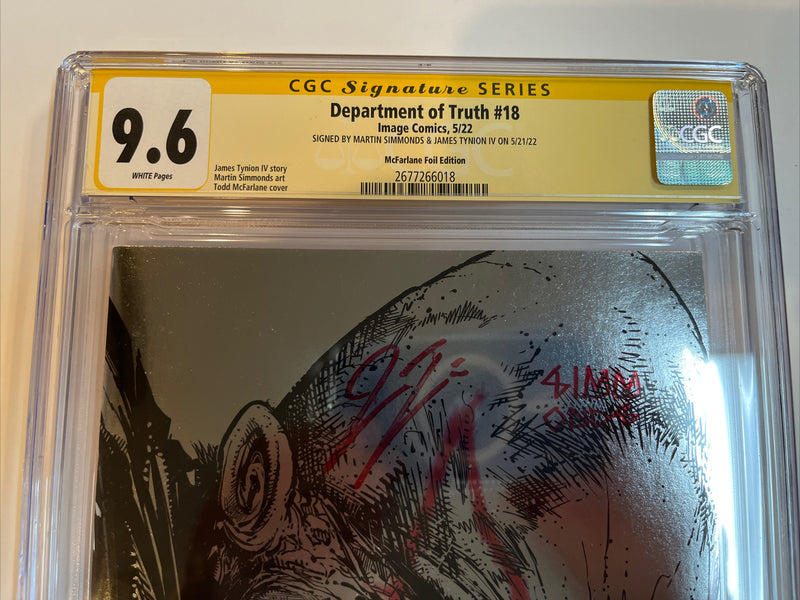 CGC Signature SERIES
9.6
WHITE Pages
Department of Truth #18
Image Comics, 5/22
SIGNED BY MARTIN SIMMONDS & JAMES TYNION IV ON 5/21/22
McFarlane Foil Edition
James Tynion IV story
Martin Simmonds art
Todd McFarlane cover
2677266018
CGC
SIMM
ONDS